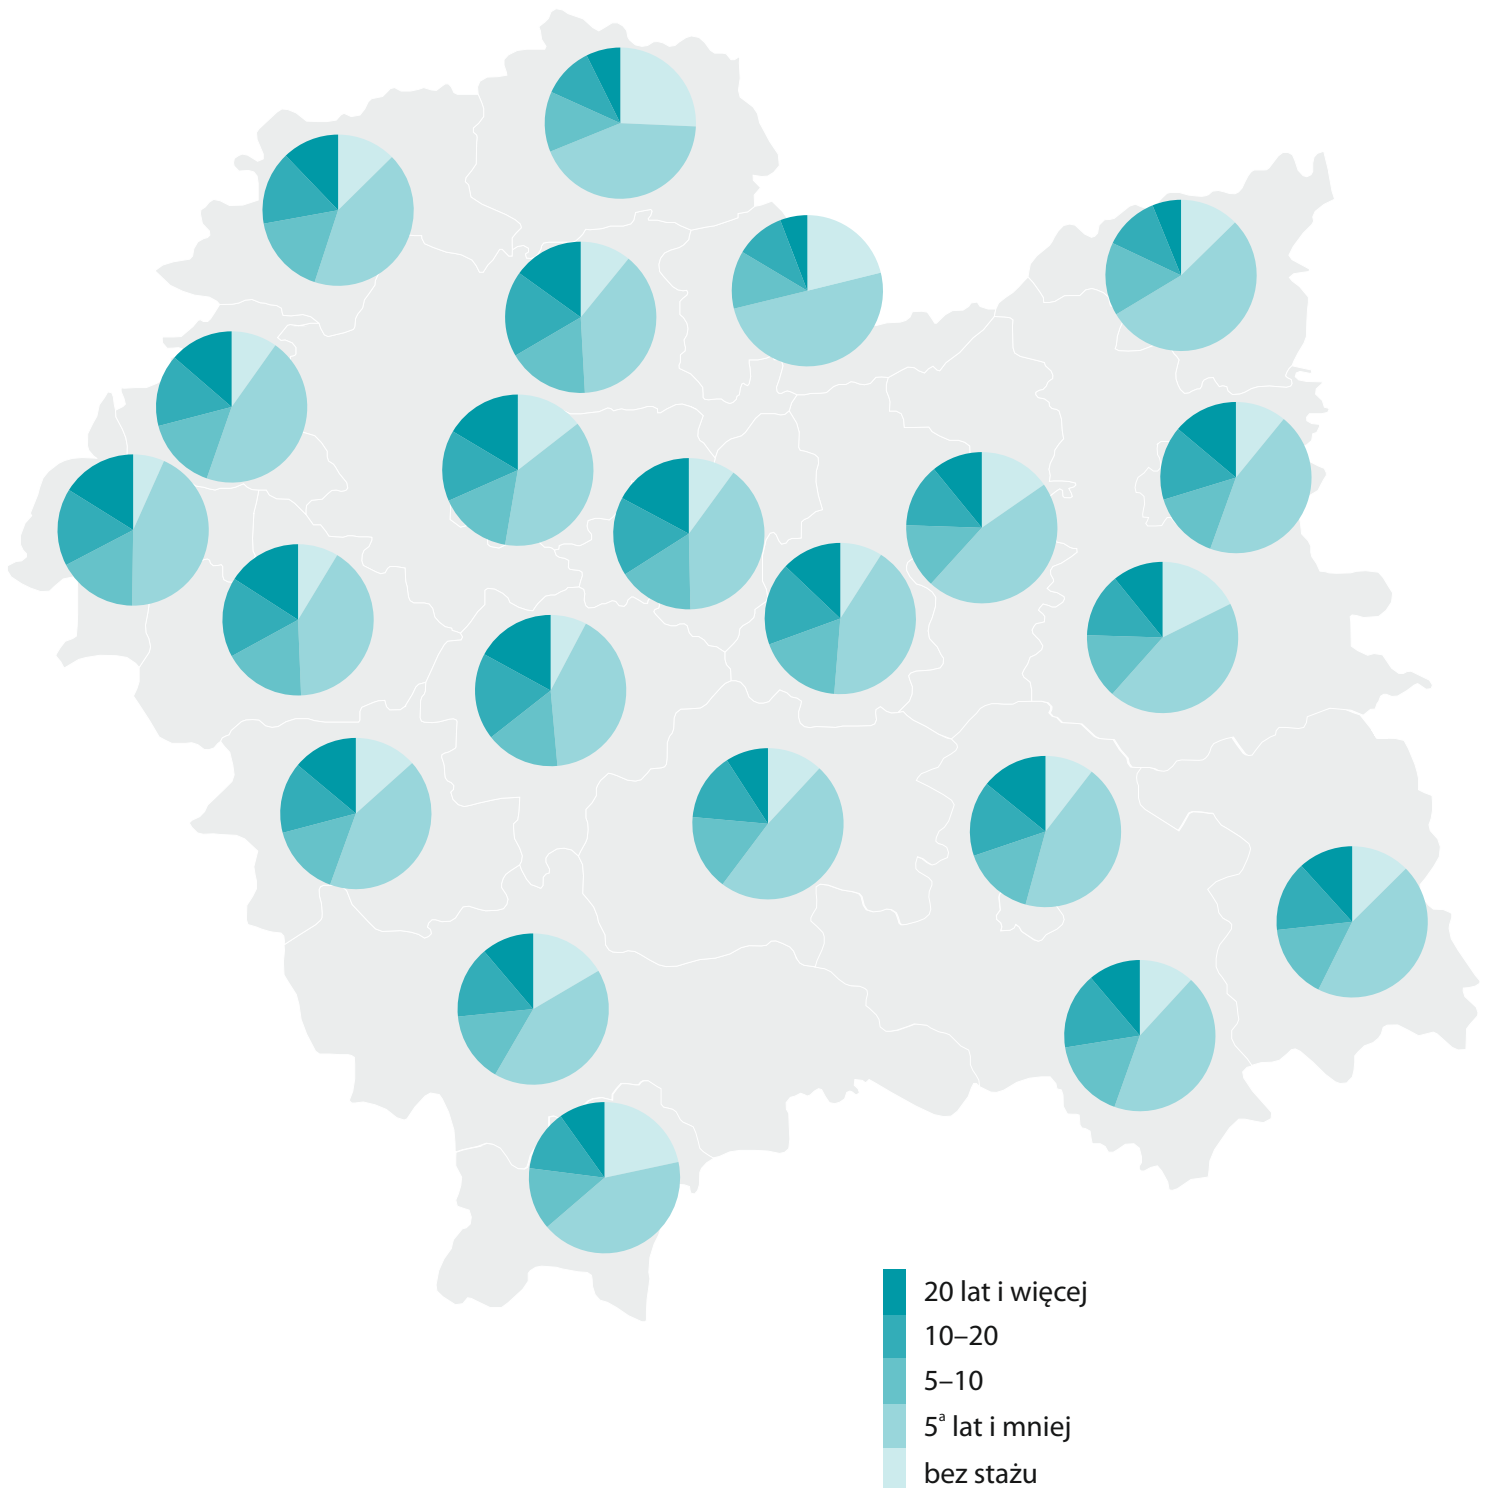 20 lat i więcej
10–20
5–10
5ª lat i mniej
bez stażu